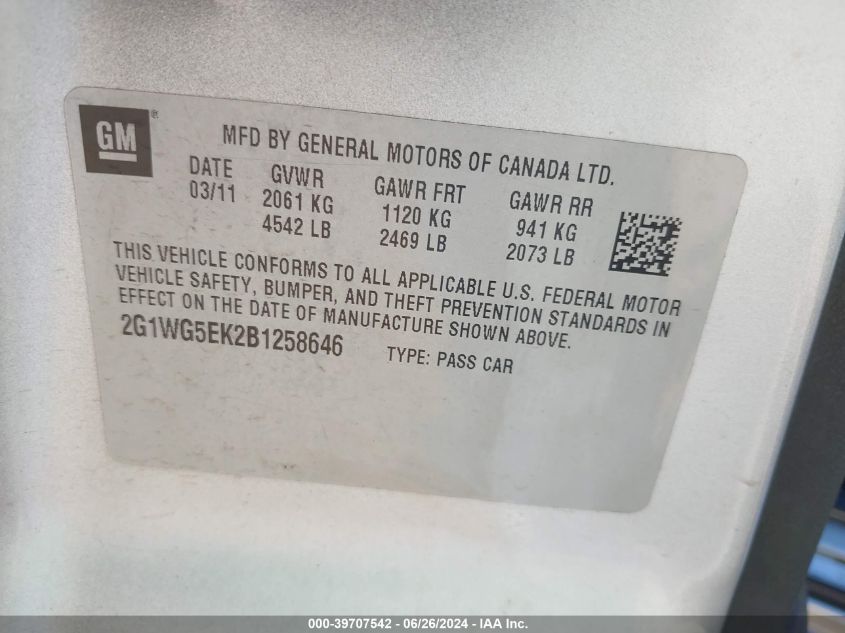 GM®
MFD BY GENERAL MOTORS OF CANADA LTD.
DATE GVWR GAWR FRT GAWR RR
03/11 2061 KG 1120 KG 941 KG
4542 LB 2469 LB 2073 LB
THIS VEHICLE CONFORMS TO ALL APPLICABLE U.S. FEDERAL MOTOR
VEHICLE SAFETY, BUMPER, AND THEFT PREVENTION STANDARDS IN
EFFECT ON THE DATE OF MANUFACTURE SHOWN ABOVE.
2G1WG5EK2B1258646 TYPE: PASS CAR
000-39707542 - 06/26/2024 - IAA Inc.